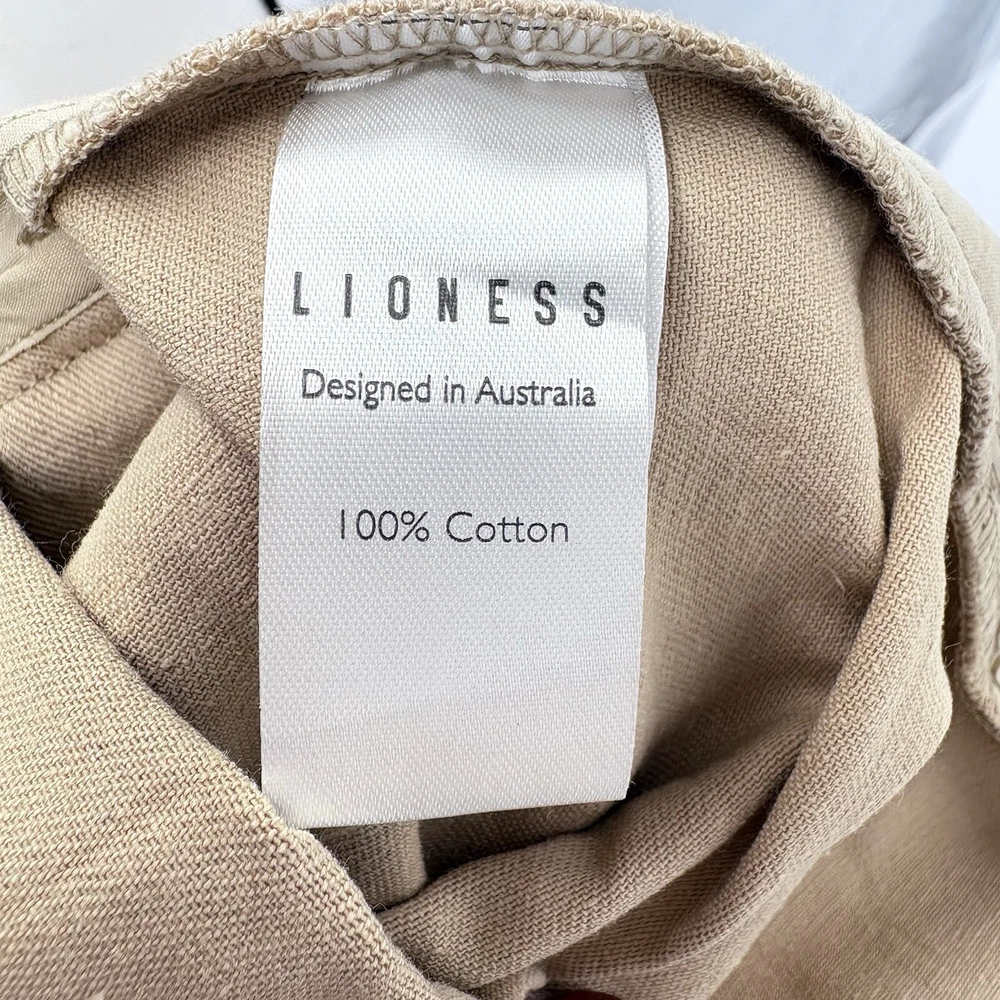 LIONESS
Designed in Australia
100% Cotton